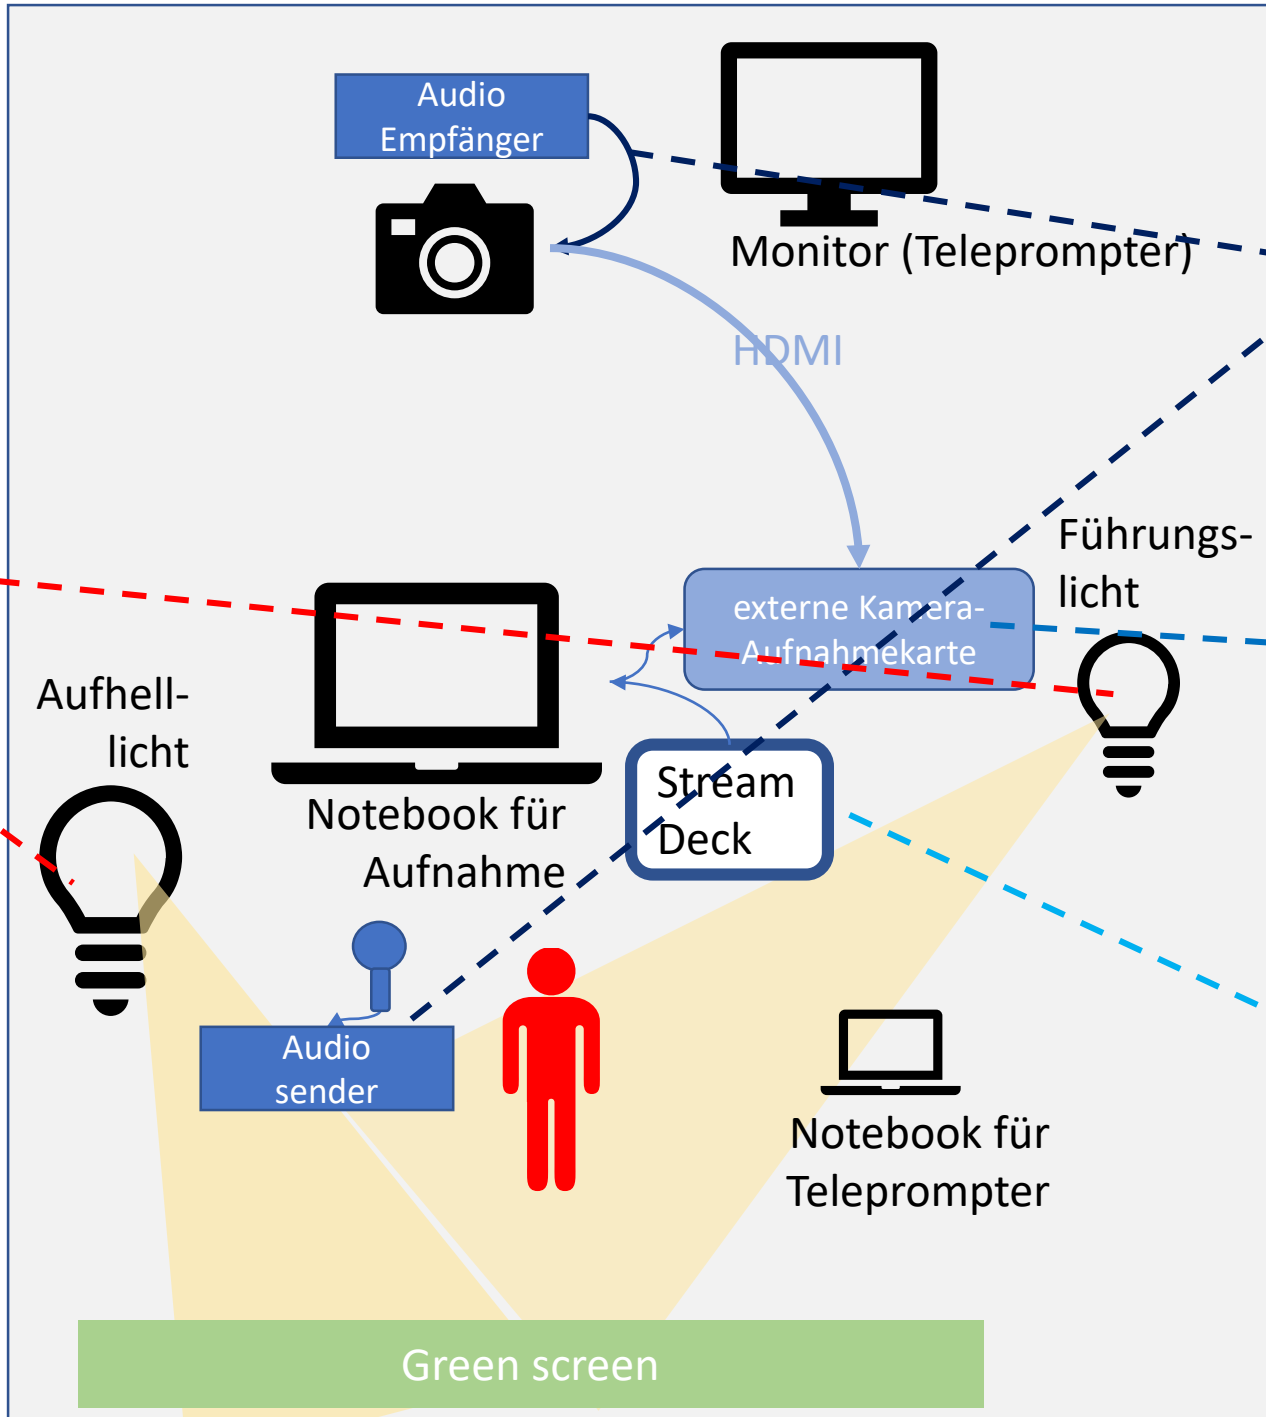 Audio
Empfänger
Monitor (Teleprompter)
HDMI
Führungs-
licht
externe Kamera-
Aufnahmekarte
Aufhell-
licht
Stream
Deck
Notebook für
Aufnahme
Audio
sender
Notebook für
Teleprompter
Green screen